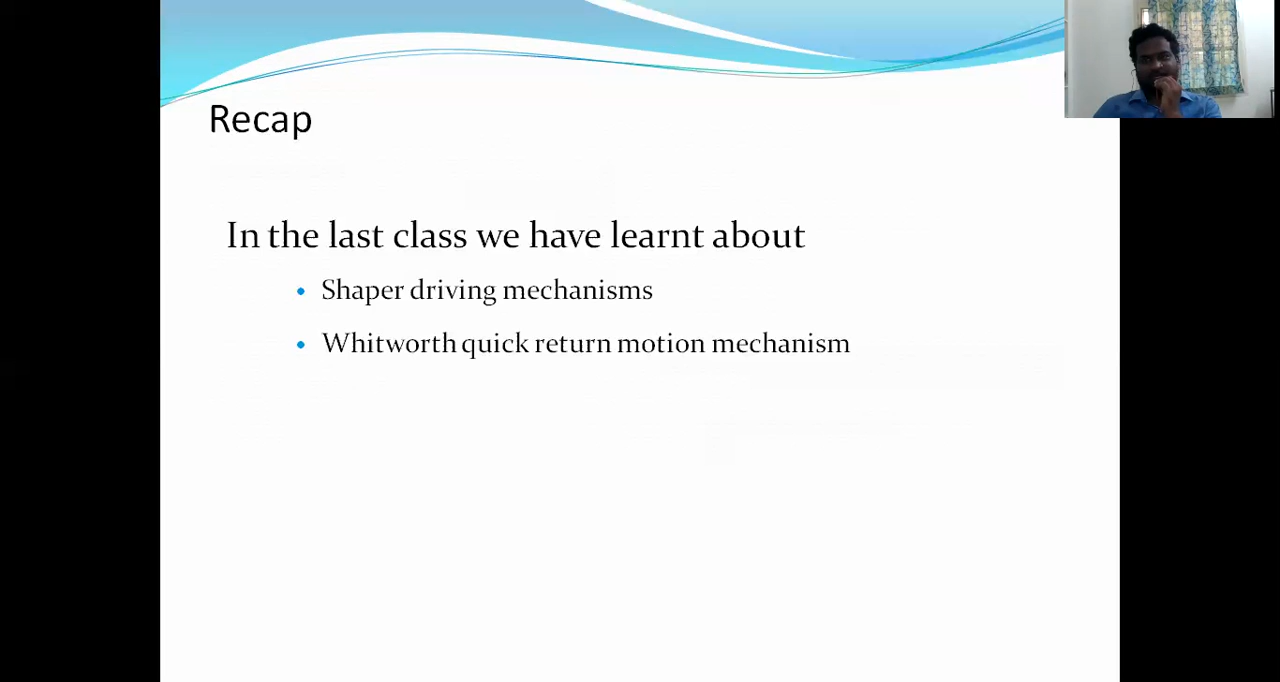 Recap
In the last class we have learnt about
• Shaper driving mechanisms
• Whitworth quick return motion mechanism